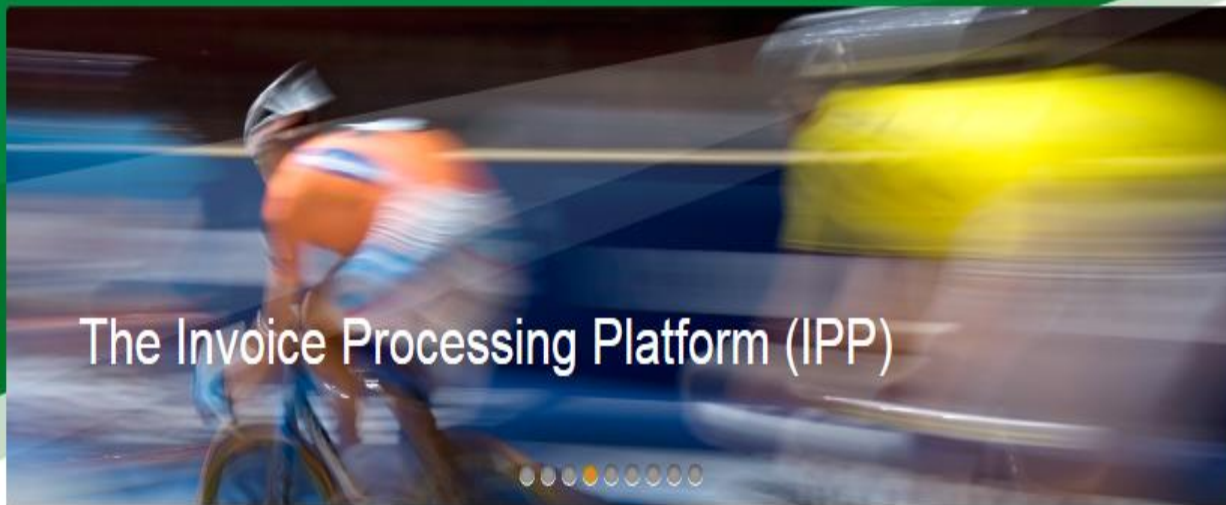 The Invoice Processing Platform (IPP)